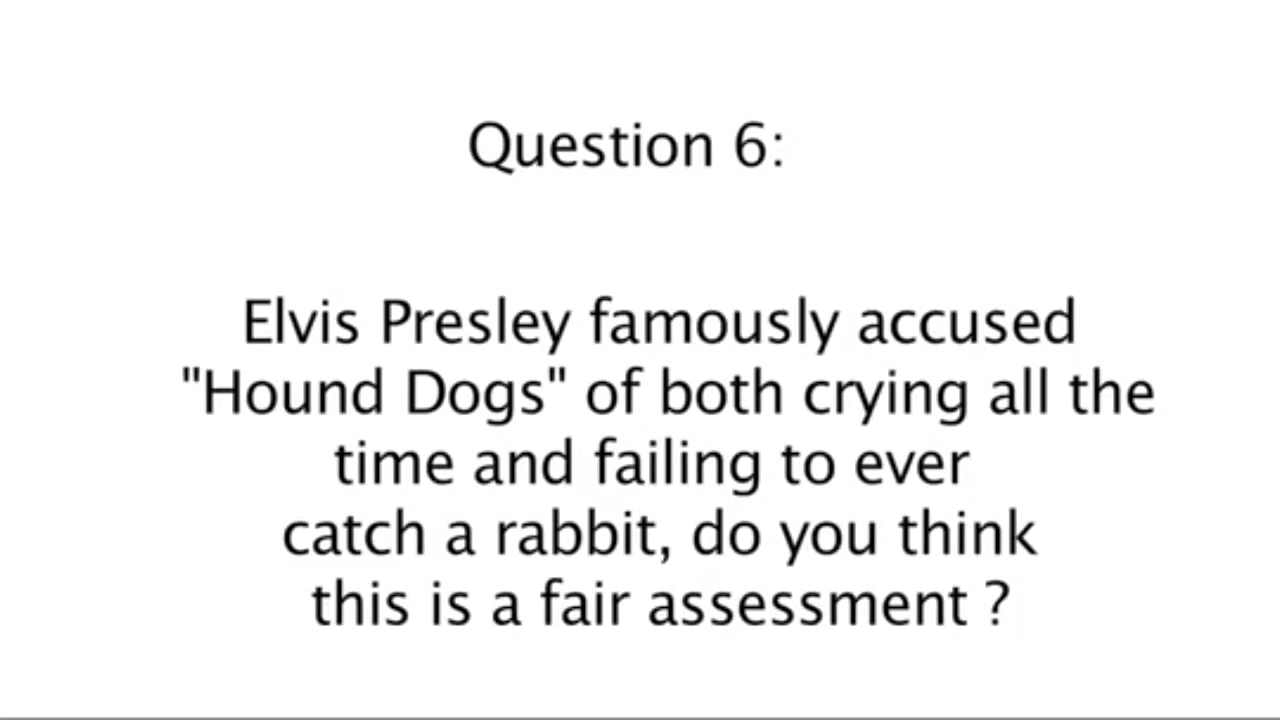 Question 6:
Elvis Presley famously accused
"Hound Dogs" of both crying all the
time and failing to ever
catch a rabbit, do you think
this is a fair assessment ?